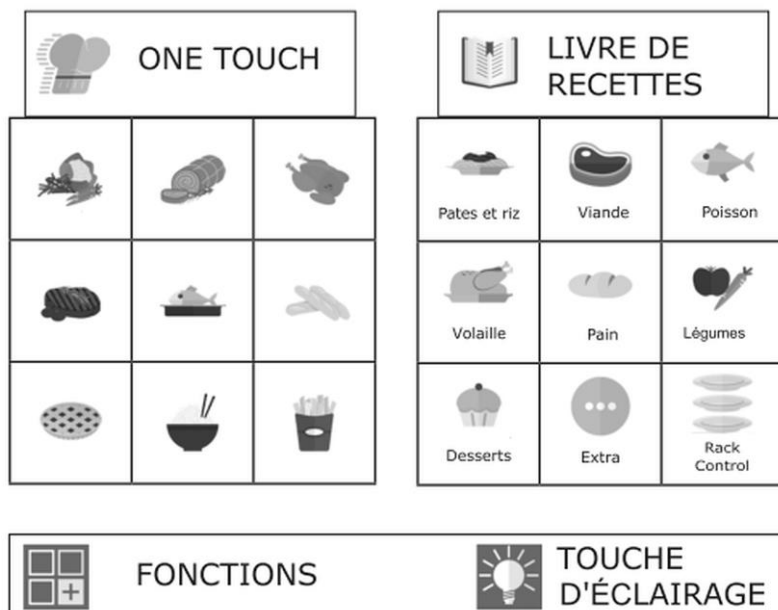 ONE TOUCH
LIVRE DE
RECETTES
Pates et riz
Viande
Poisson
Volaille
Pain
Légumes
Desserts
Extra
Rack
Control
FONCTIONS
TOUCHE
D'ÉCLAIRAGE